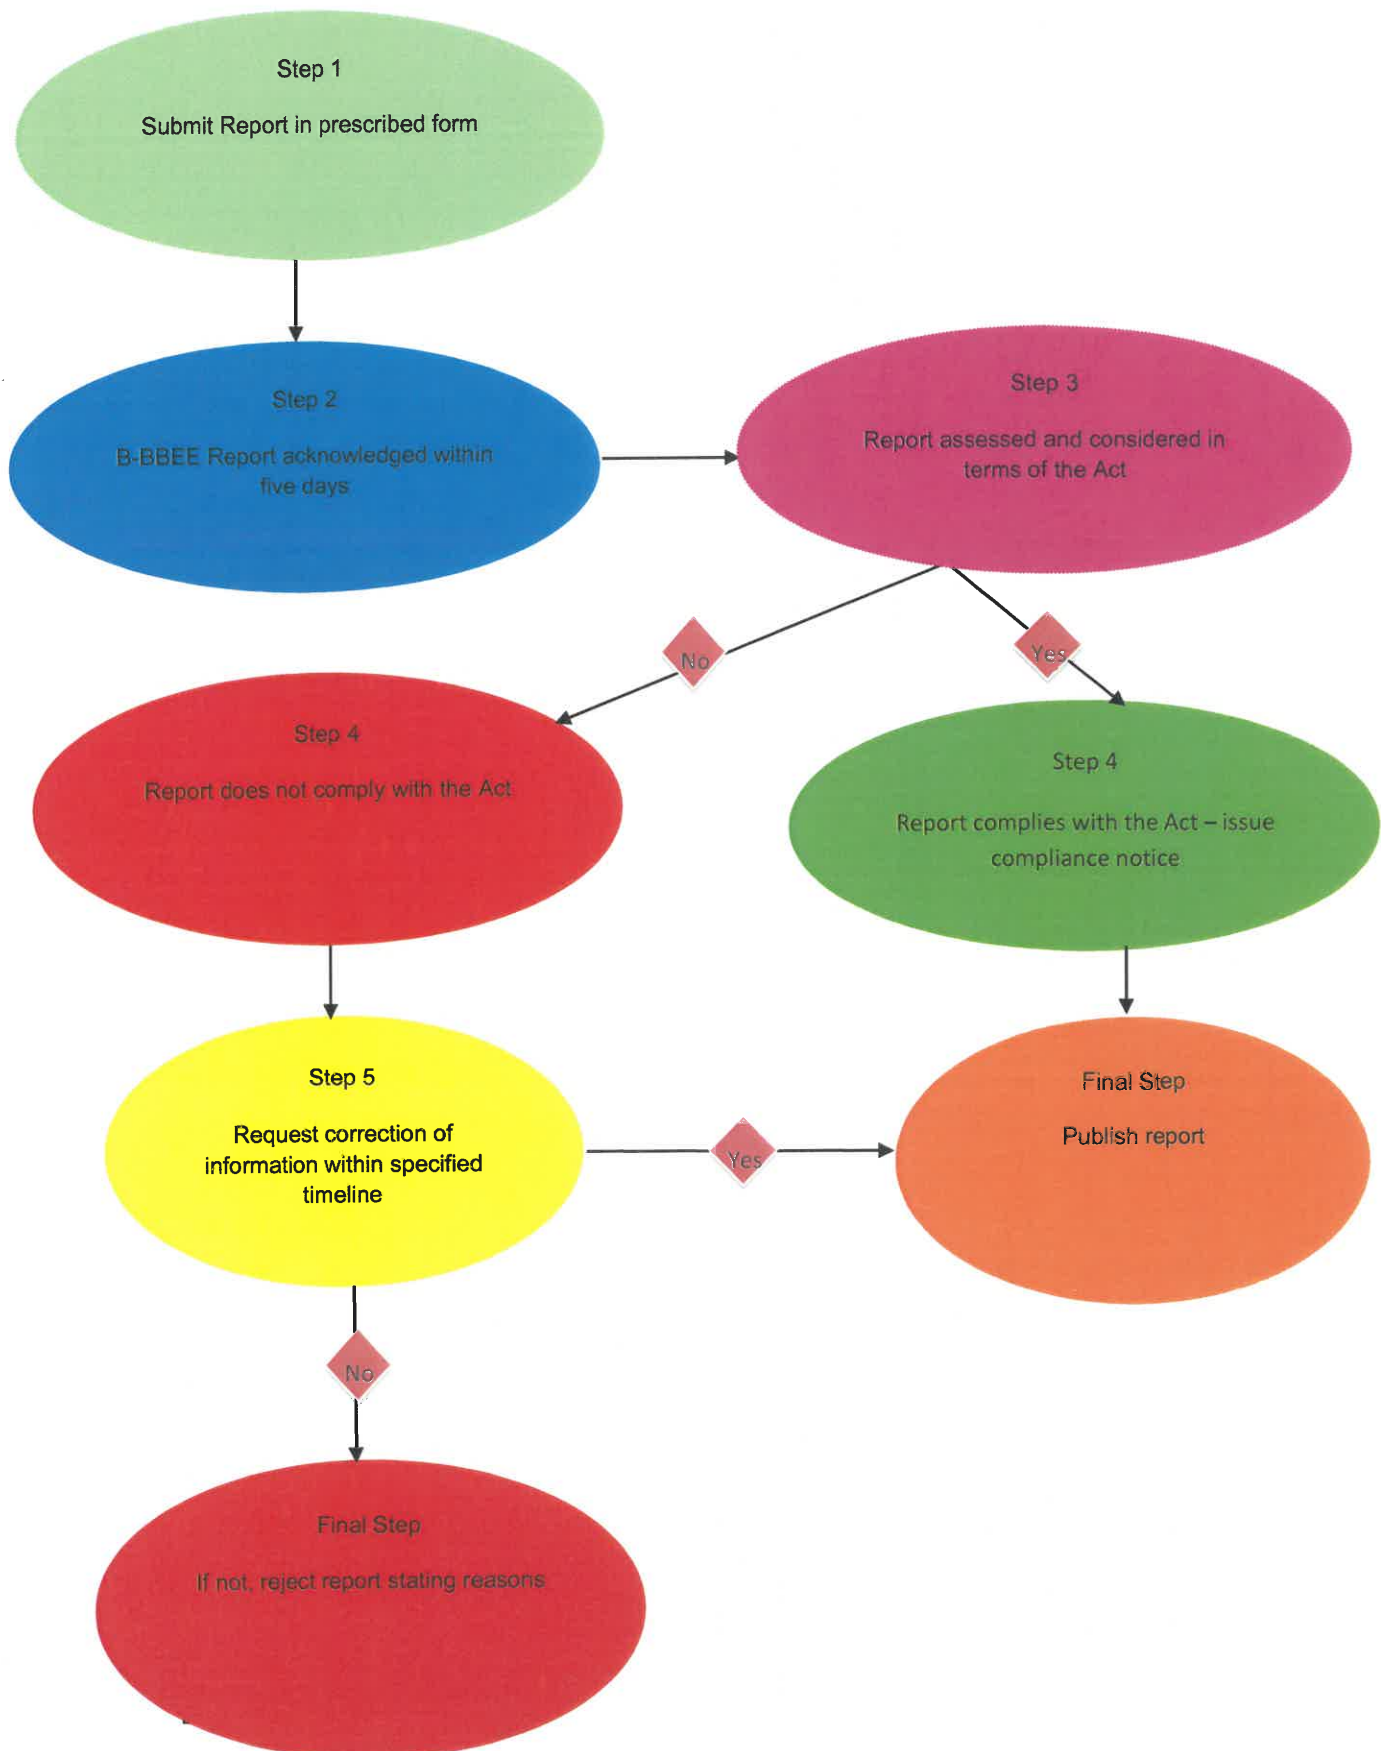 Step 1
Submit Report in prescribed form
Step 2
B-BBEE Report acknowledged within
five days
Step 3
Report assessed and considered in
terms of the Act
No
Yes
Step 4
Report does not comply with the Act
Step 4
Report complies with the Act – issue
compliance notice
Step 5
Request correction of
information within specified
timeline
Yes
Final Step
Publish report
No
Final Step
If not, reject report stating reasons